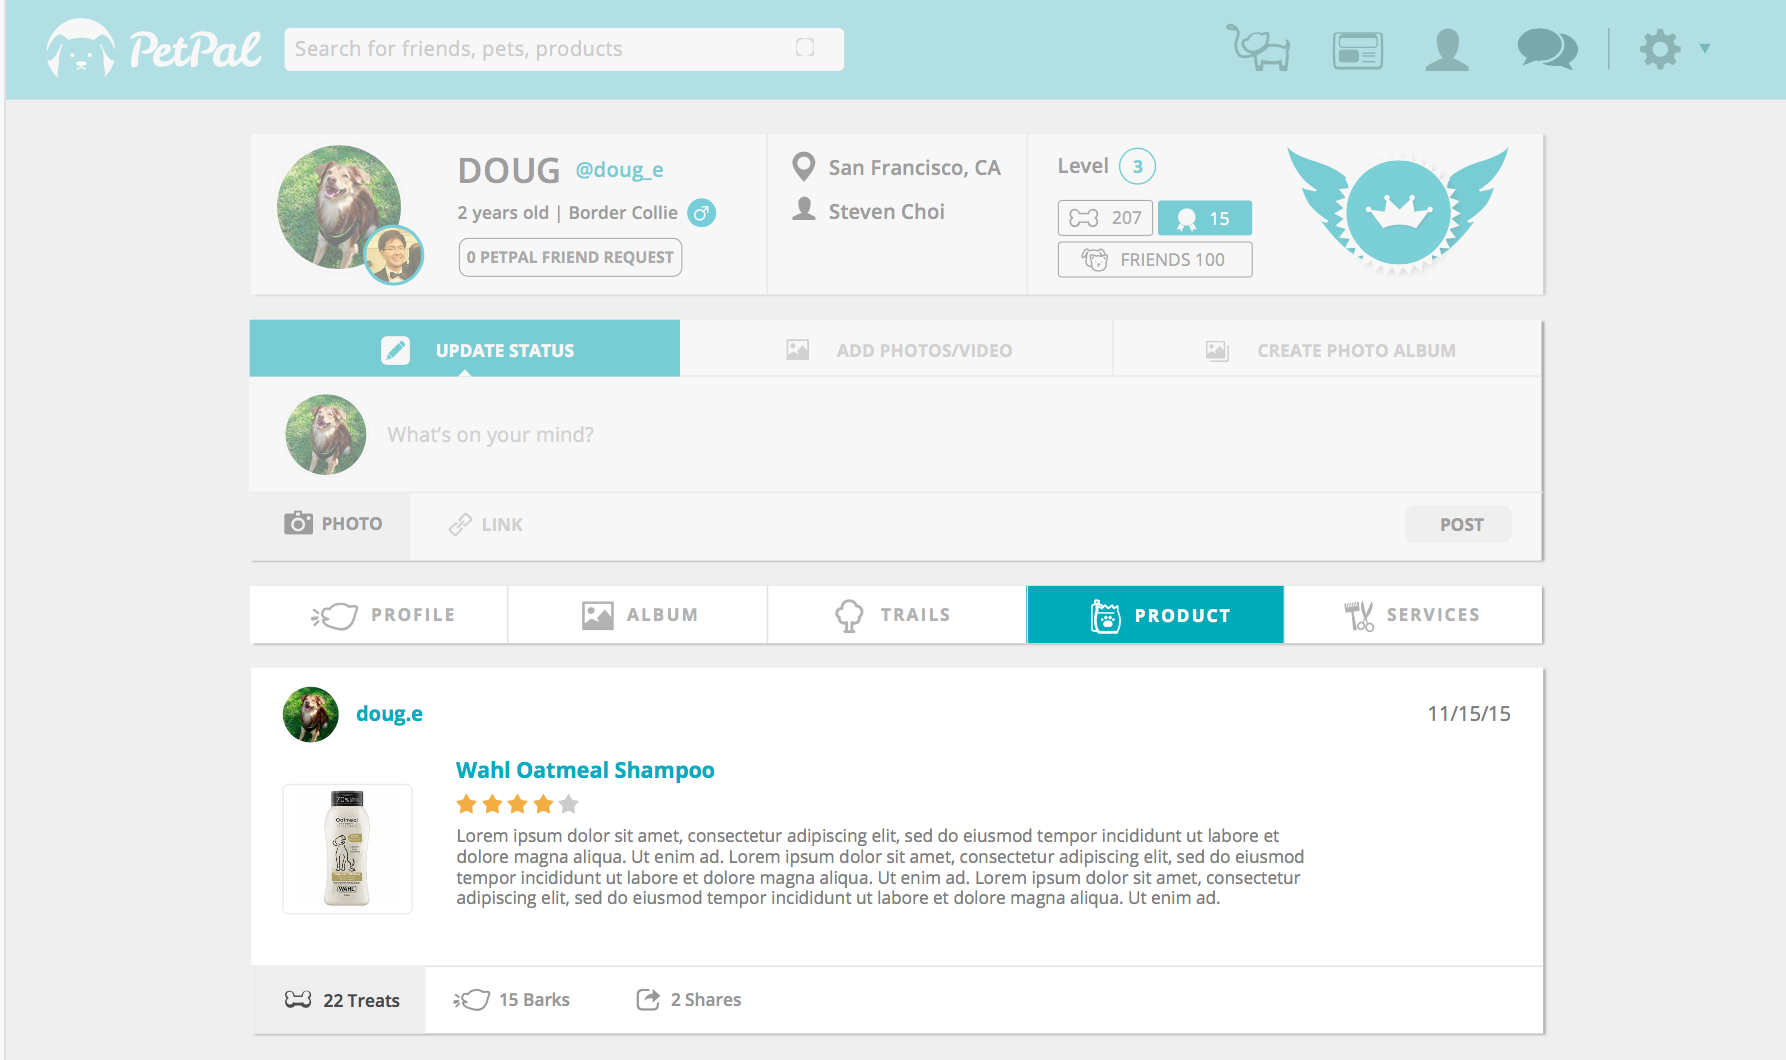 PetPal
Search for friends, pets, products
DOUG @doug_e
2 years old | Border Collie
0 PETPAL FRIEND REQUEST
San Francisco, CA
Steven Choi
Level 3
207 15
FRIENDS 100
UPDATE STATUS
ADD PHOTOS/VIDEO
CREATE PHOTO ALBUM
What's on your mind?
PHOTO
LINK
POST
PROFILE
ALBUM
TRAILS
PRODUCT
SERVICES
doug.e
11/15/15
Oatmeal
WAHL
Wahl Oatmeal Shampoo
Lorem ipsum dolor sit amet, consectetur adipiscing elit, sed do eiusmod tempor incididunt ut labore et
dolore magna aliqua. Ut enim ad. Lorem ipsum dolor sit amet, consectetur adipiscing elit, sed do eiusmod
tempor incididunt ut labore et dolore magna aliqua. Ut enim ad. Lorem ipsum dolor sit amet, consectetur
adipiscing elit, sed do eiusmod tempor incididunt ut labore et dolore magna aliqua. Ut enim ad.
22 Treats
15 Barks
2 Shares